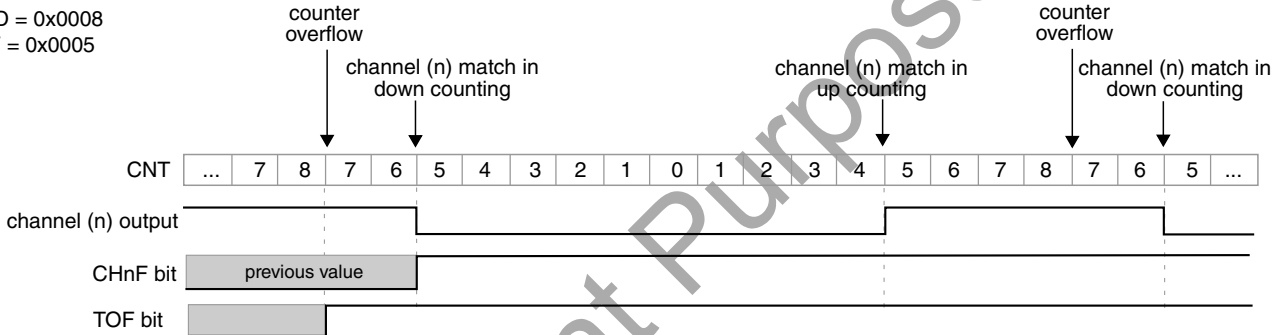 D = 0x0008
= 0x0005
counter
overflow
channel (n) match in
down counting
channel (n) match in
up counting
counter
overflow
channel (n) match in
down counting
CNT ... 7 8 7 6 5 4 3 2 1 0 1 2 3 4 5 6 7 8 7 6 5 ...
channel (n) output
CHnF bit previous value
TOF bit
t Purpos